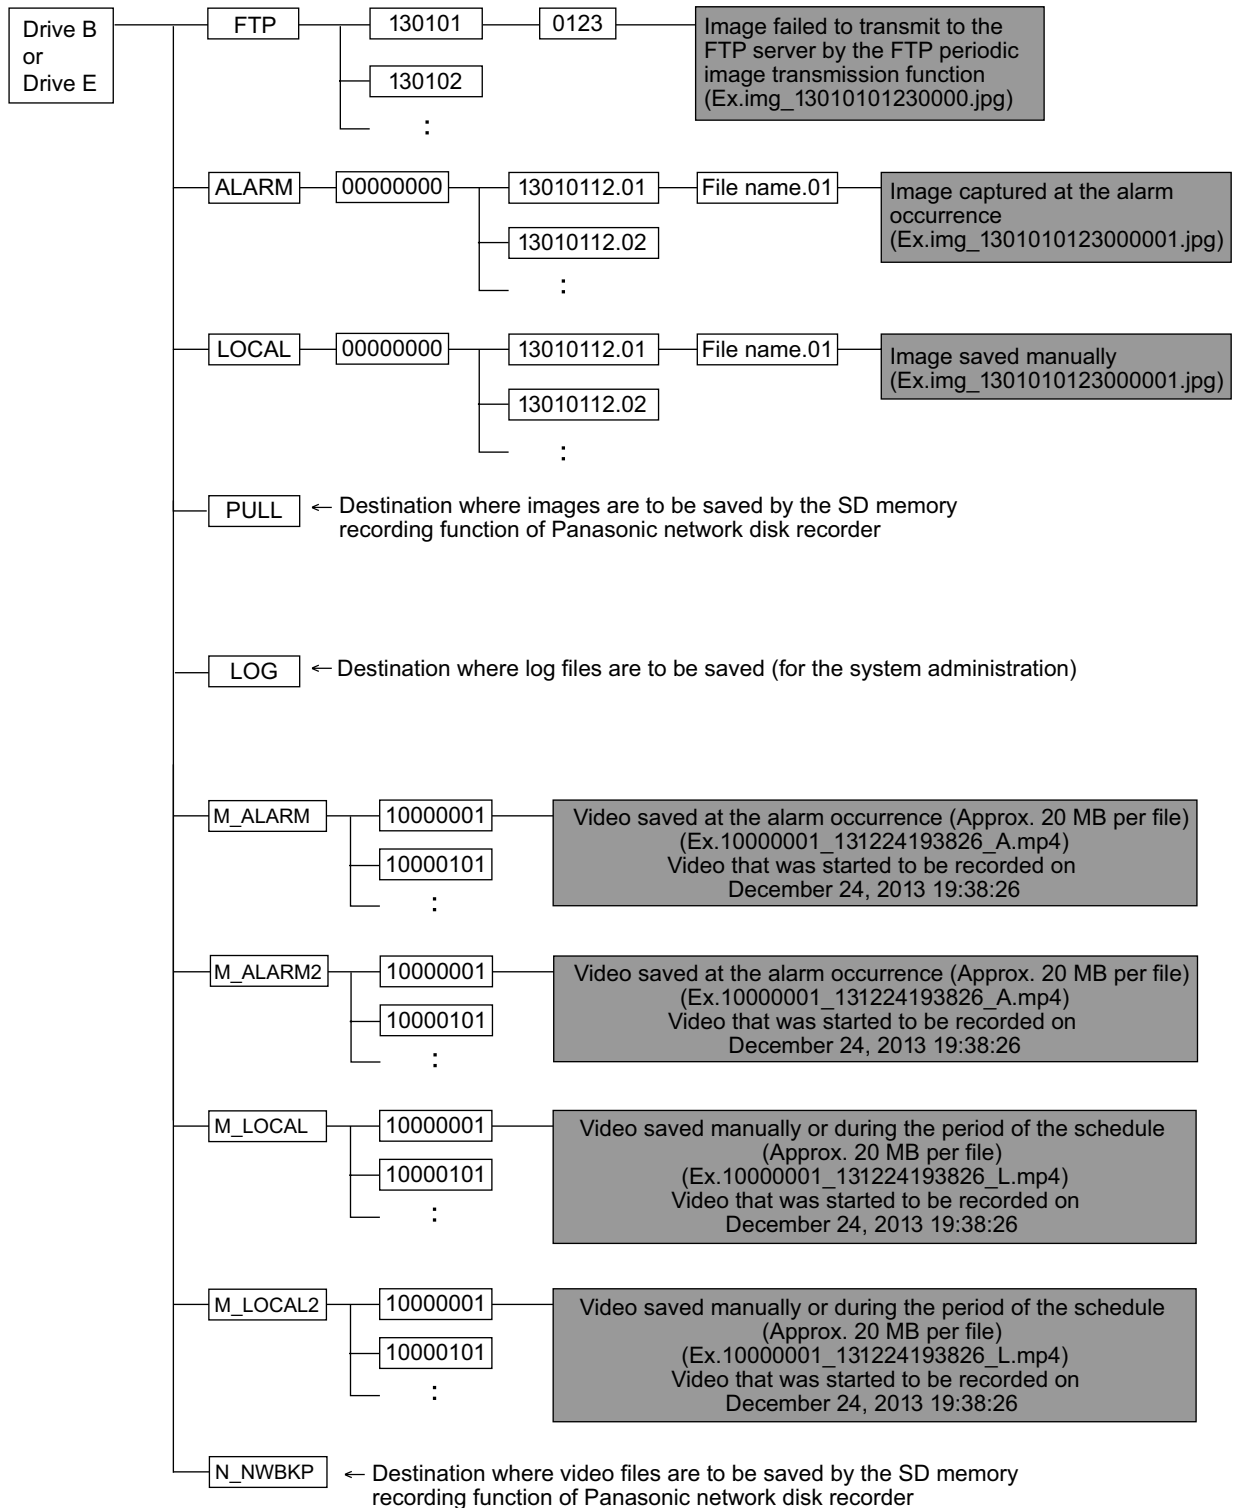 Drive B
or
Drive E
FTP
130101
0123
Image failed to transmit to the
FTP server by the FTP periodic
image transmission function
(Ex.img_13010101230000.jpg)
130102
:
ALARM
00000000
13010112.01
File name.01
Image captured at the alarm
occurrence
(Ex.img_1301010123000001.jpg)
13010112.02
:
LOCAL
00000000
13010112.01
File name.01
Image saved manually
(Ex.img_1301010123000001.jpg)
13010112.02
:
PULL
← Destination where images are to be saved by the SD memory
recording function of Panasonic network disk recorder
LOG
← Destination where log files are to be saved (for the system administration)
M_ALARM
10000001
Video saved at the alarm occurrence (Approx. 20 MB per file)
(Ex.10000001_131224193826_A.mp4)
Video that was started to be recorded on
December 24, 2013 19:38:26
10000101
:
M_ALARM2
10000001
Video saved at the alarm occurrence (Approx. 20 MB per file)
(Ex.10000001_131224193826_A.mp4)
Video that was started to be recorded on
December 24, 2013 19:38:26
10000101
:
M_LOCAL
10000001
Video saved manually or during the period of the schedule
(Approx. 20 MB per file)
(Ex.10000001_131224193826_L.mp4)
Video that was started to be recorded on
December 24, 2013 19:38:26
10000101
:
M_LOCAL2
10000001
Video saved manually or during the period of the schedule
(Approx. 20 MB per file)
(Ex.10000001_131224193826_L.mp4)
Video that was started to be recorded on
December 24, 2013 19:38:26
10000101
:
N_NWBKP
← Destination where video files are to be saved by the SD memory
recording function of Panasonic network disk recorder